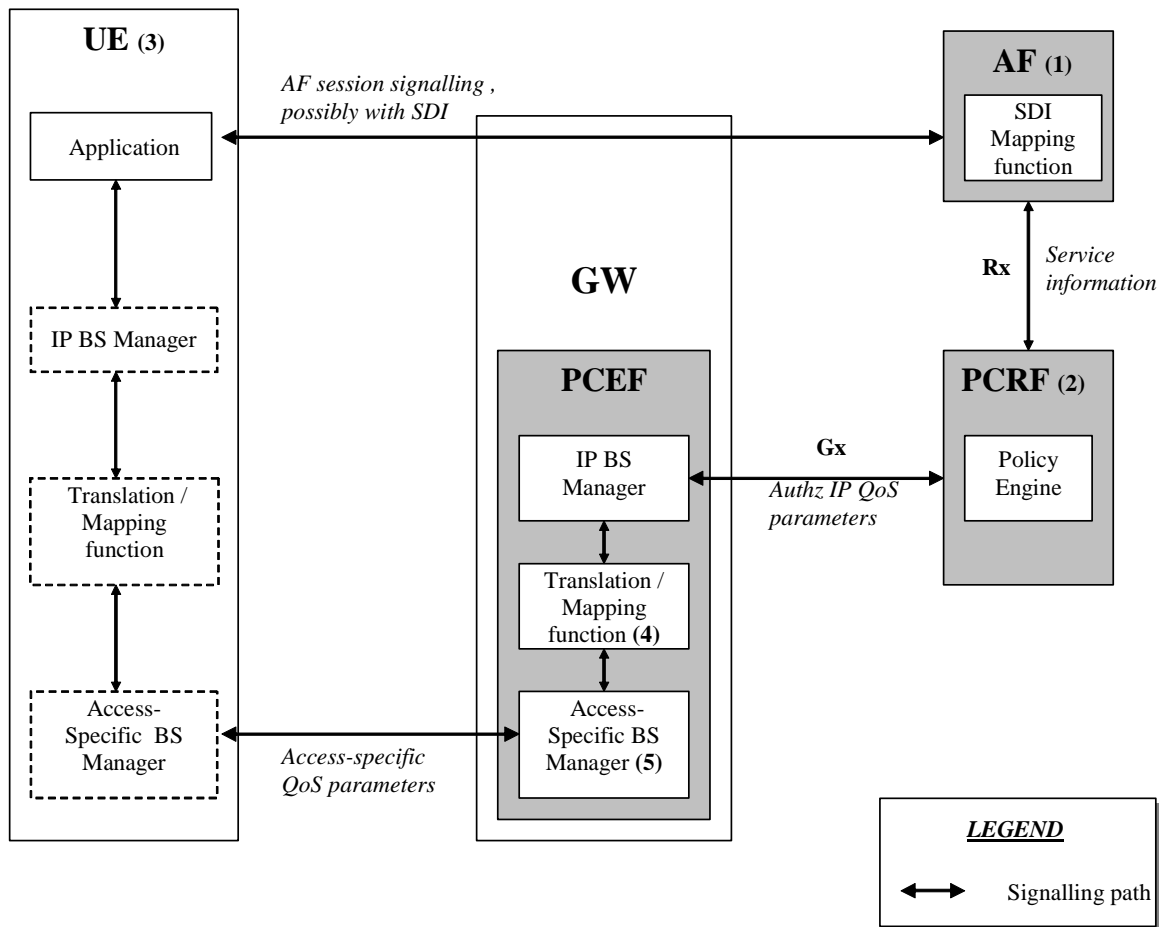 UE (3)
AF (1)
AF session signalling ,
possibly with SDI
Application
SDI
Mapping
function
GW
Rx
Service
information
IP BS Manager
PCEF
PCRF (2)
IP BS
Manager
Gx
Authz IP QoS
parameters
Policy
Engine
Translation /
Mapping
function
Translation /
Mapping
function (4)
Access-
Specific BS
Manager
Access-specific
QoS parameters
Access-
Specific BS
Manager (5)
LEGEND
Signalling path